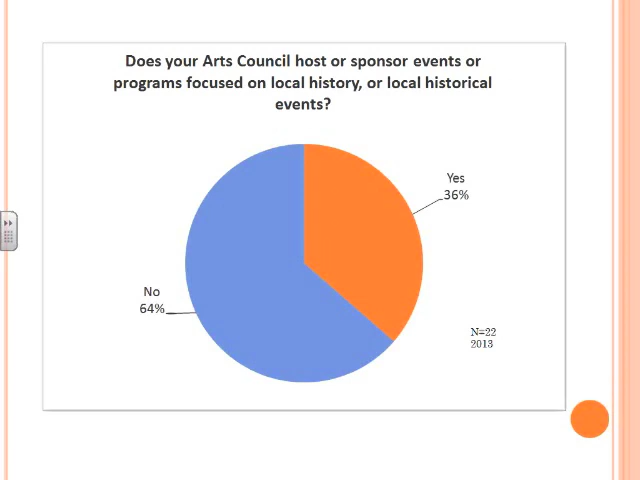 Does your Arts Council host or sponsor events or
programs focused on local history, or local historical
events?
Yes
36%
No
64%
N=22
2013